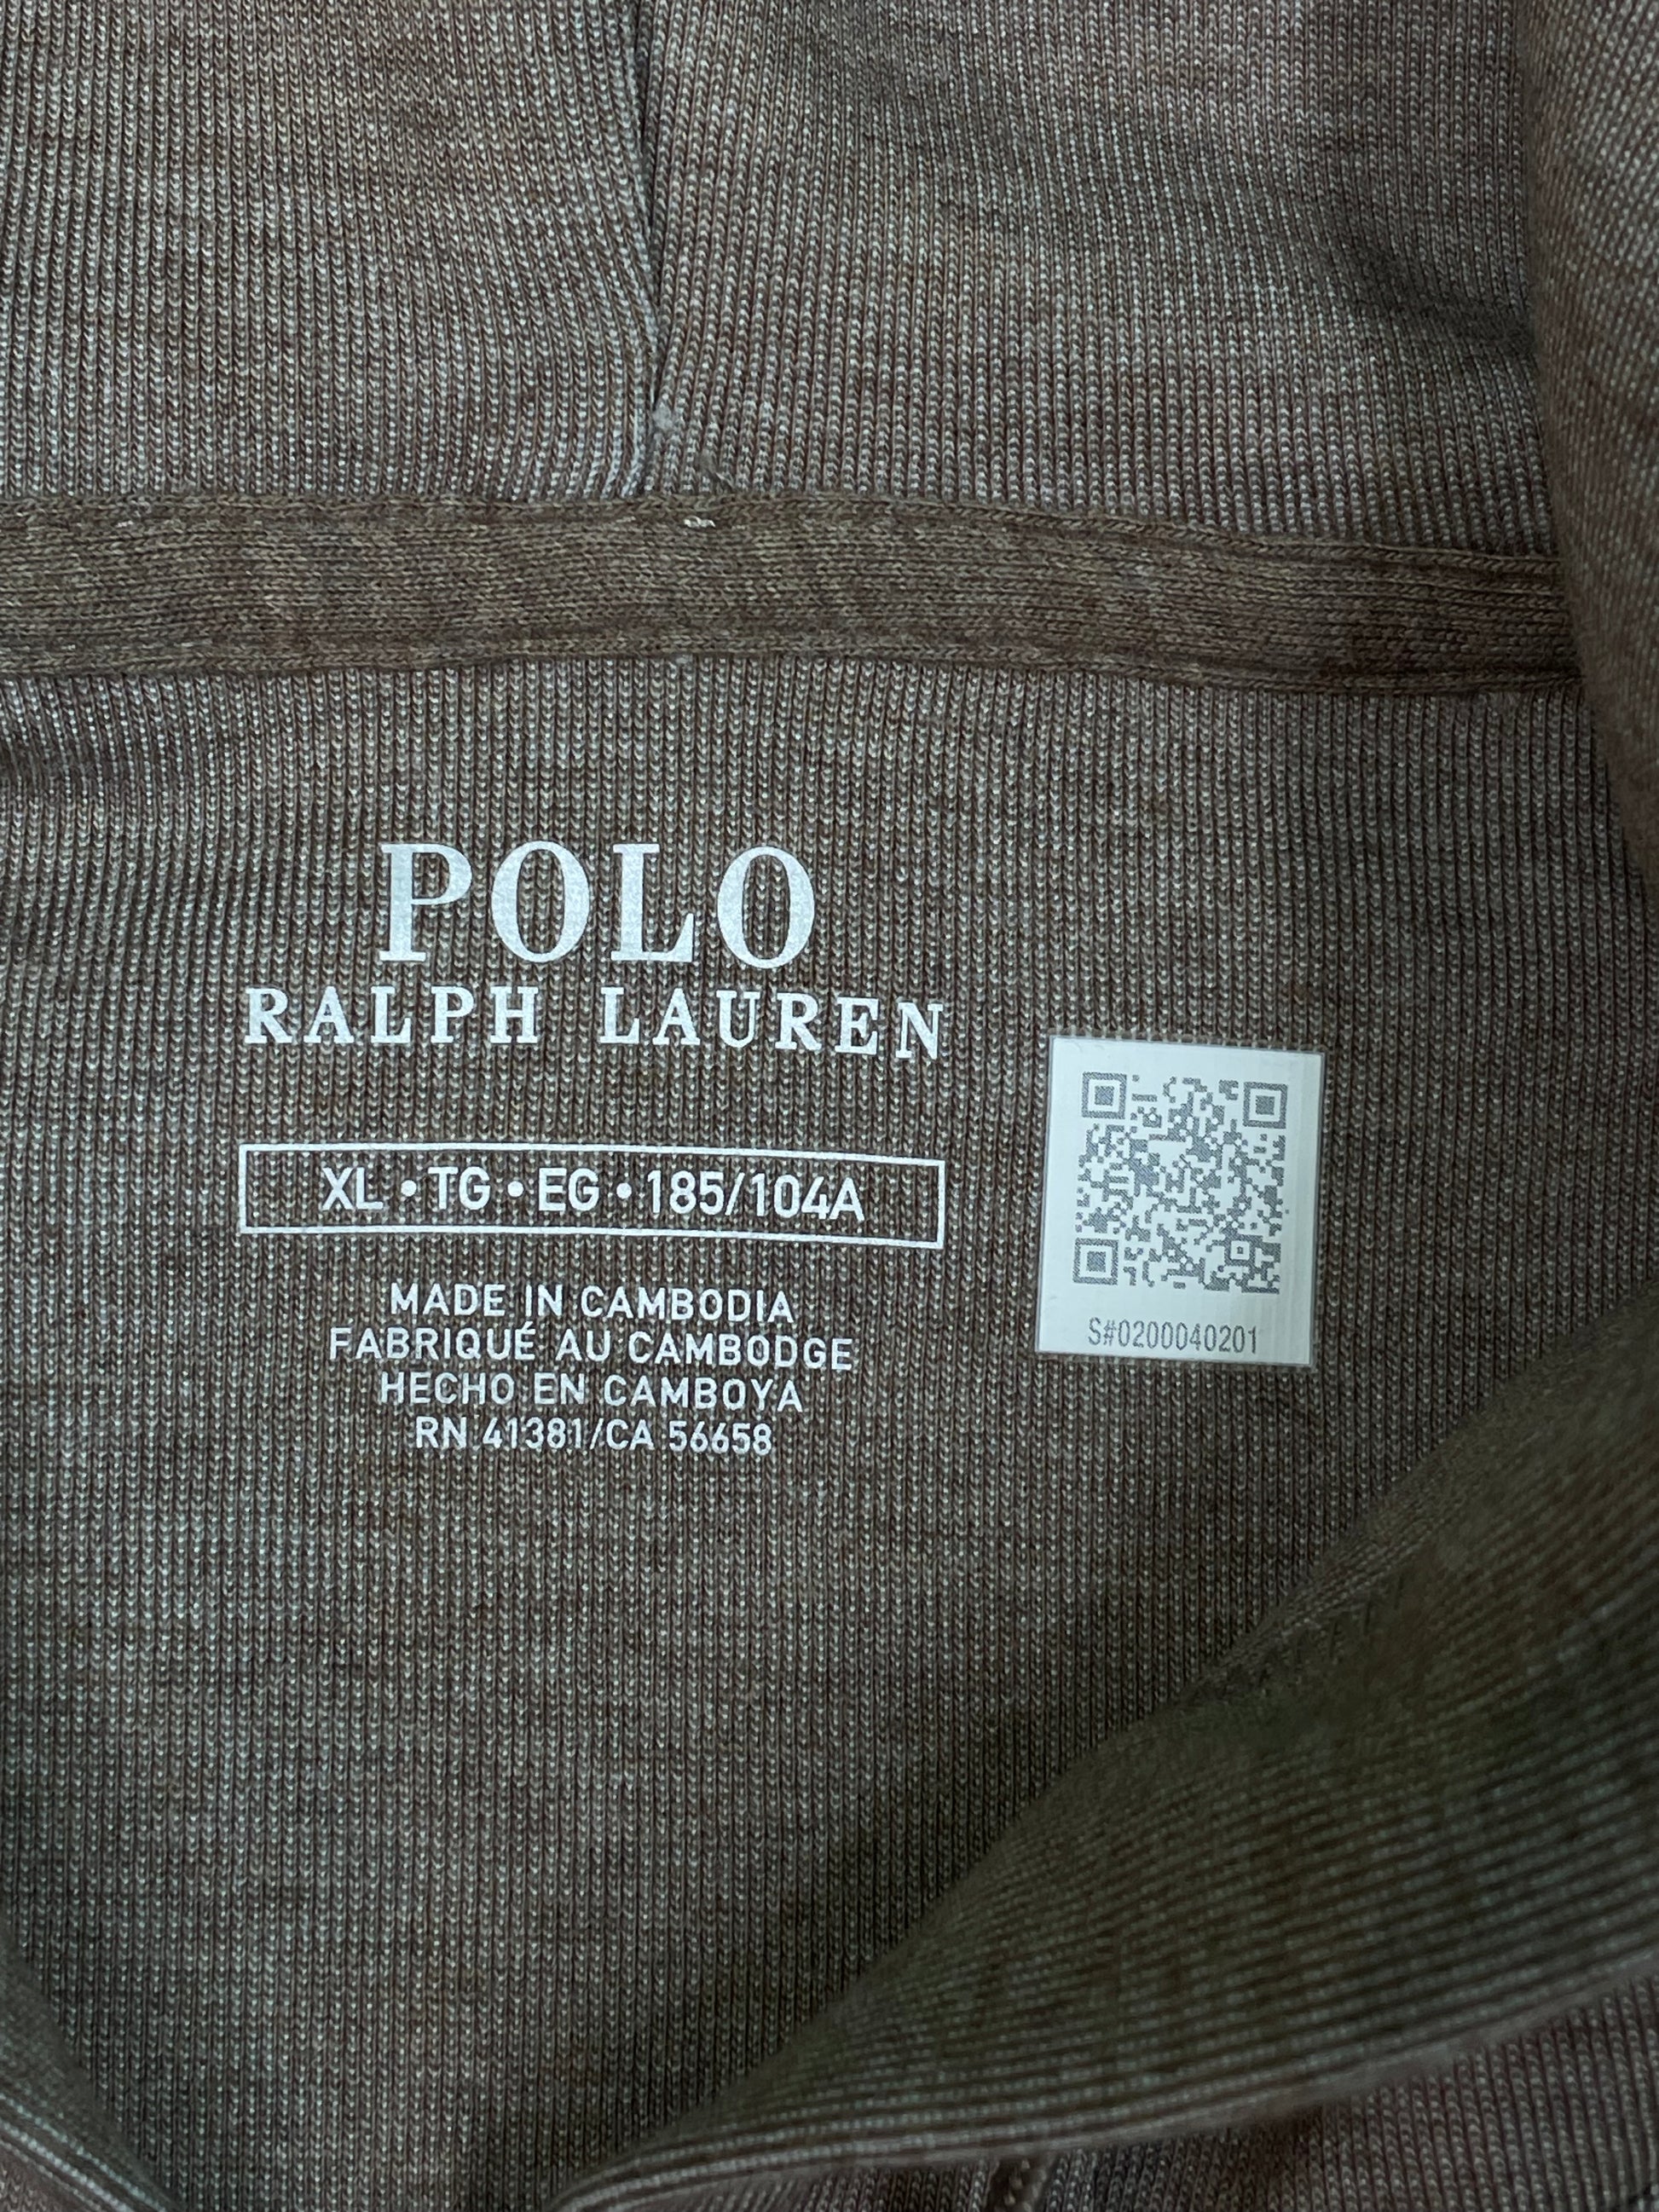 POLO
RALPH LAUREN
XL • TG • EG • 185/104A
MADE IN CAMBODIA
FABRIQUÉ AU CAMBODGE
HECHO EN CAMBOYA
RN 41381/CA 56658
S#0200040201